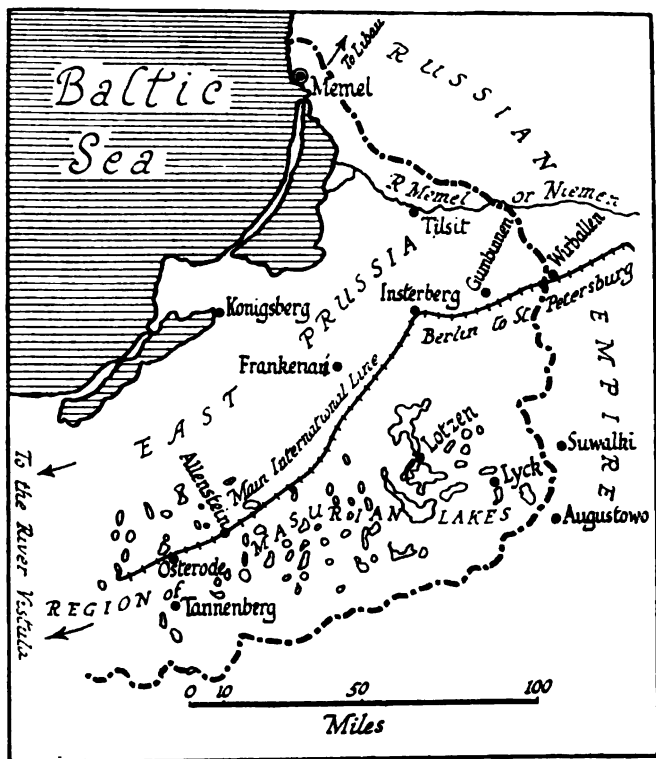 Baltic
Sea
To Libau
Memel
RUSSIAN
EMPIRE
R Memel or Niemen
Tilsit
Gumbinnen
Wirballen
Insterberg
Berlin to St. Petersburg
Konigsberg
EAST PRUSSIA
Frankenau
Main International Line
Allenstein
Lotzen
Lyck
Suwalki
Augustowo
REGION of MASURIAN LAKES
Osterode
Tannenberg
To the River Vistula
0 10 50 100
Miles